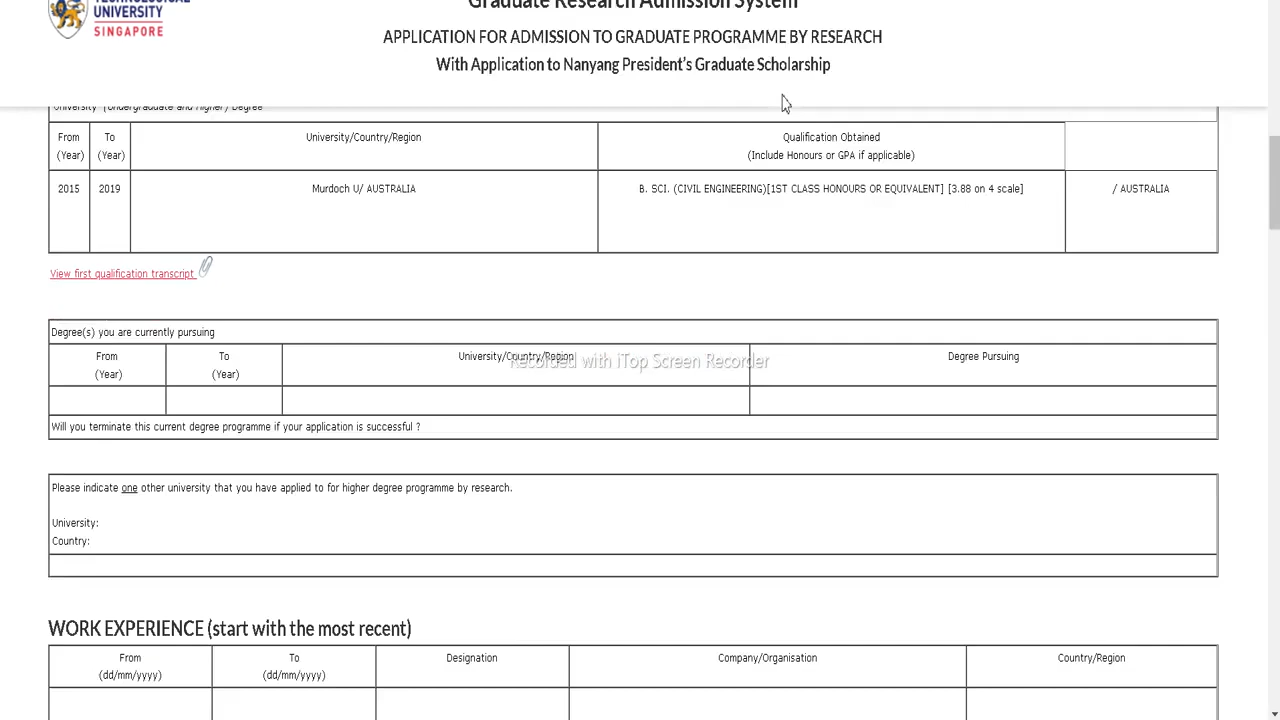 TECHNOLOGICAL
UNIVERSITY
SINGAPORE
Graduate Research Admission System
APPLICATION FOR ADMISSION TO GRADUATE PROGRAMME BY RESEARCH
With Application to Nanyang President's Graduate Scholarship
University (Undergraduate and Higher) Degree
From
(Year)
To
(Year)
University/Country/Region
Qualification Obtained
(Include Honours or GPA if applicable)
2015
2019
Murdoch U/ AUSTRALIA
B. SCI. (CIVIL ENGINEERING)[1ST CLASS HONOURS OR EQUIVALENT] [3.88 on 4 scale]
/ AUSTRALIA
View first qualification transcript
Degree(s) you are currently pursuing
From
(Year)
To
(Year)
University/Country/Region
Degree Pursuing
Recorded with iTop Screen Recorder
Will you terminate this current degree programme if your application is successful ?
Please indicate one other university that you have applied to for higher degree programme by research.
University:
Country:
WORK EXPERIENCE (start with the most recent)
From
(dd/mm/yyyy)
To
(dd/mm/yyyy)
Designation
Company/Organisation
Country/Region